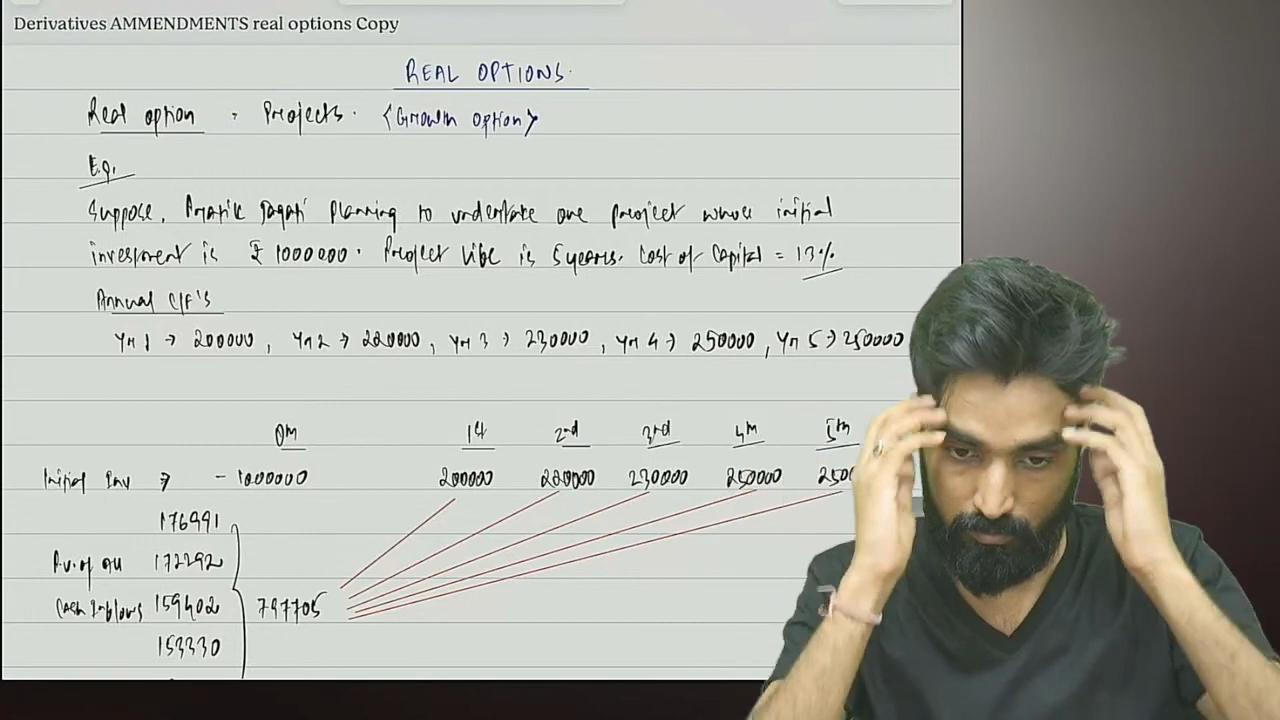 Derivatives AMMENDMENTS real options Copy
REAL OPTIONS.
Real option = Projects. <Growth option>
E.g.
Suppose, Pratik Jagati planning to undertake one project whose initial
investment is ₹ 1000000. Project life is 5 years. Cost of Capital = 13%
Annual C/F's
Yr 1 → 200000, Yr 2 → 220000, Yr 3 → 230000, Yr 4 → 250000, Yr 5 → 250000
0th 1st 2nd 3rd 4th 5th
Initial Inv ⇒ - 1000000 200000 220000 230000 250000
176991
P.V. of all 172292
Cash Inflows 159402 797705
153330